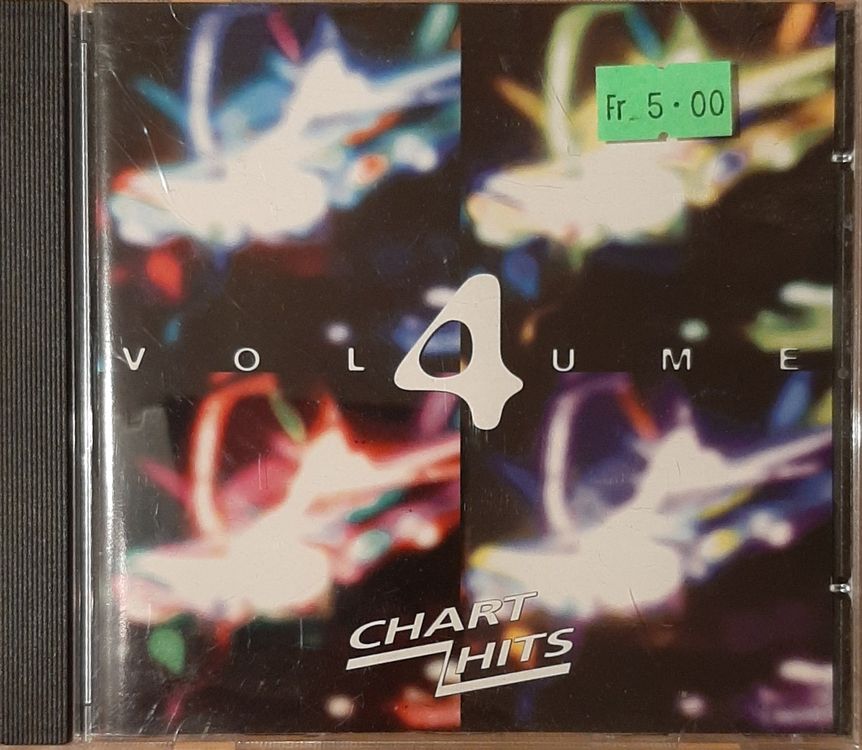 Fr 5.00
VOL4UME
CHART
HITS